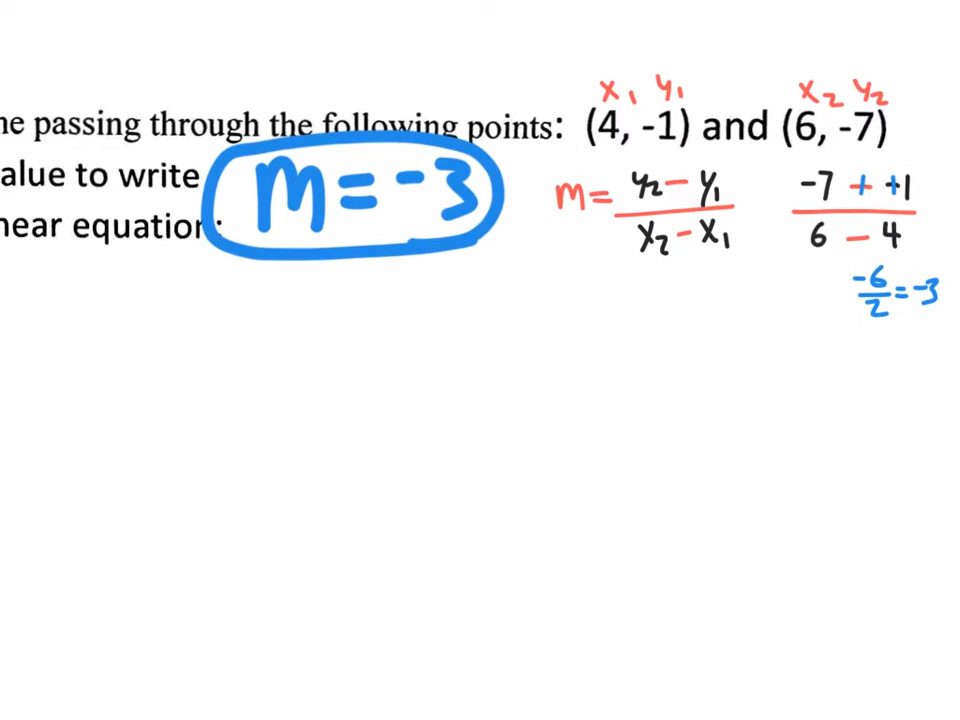 x₁ y₁ x₂ y₂
ne passing through the following points: (4, -1) and (6, -7)
alue to write
near equation:
m = -3
m = y₂ - y₁ / x₂ - x₁
-7 + +1 / 6 - 4
-6/2 = -3